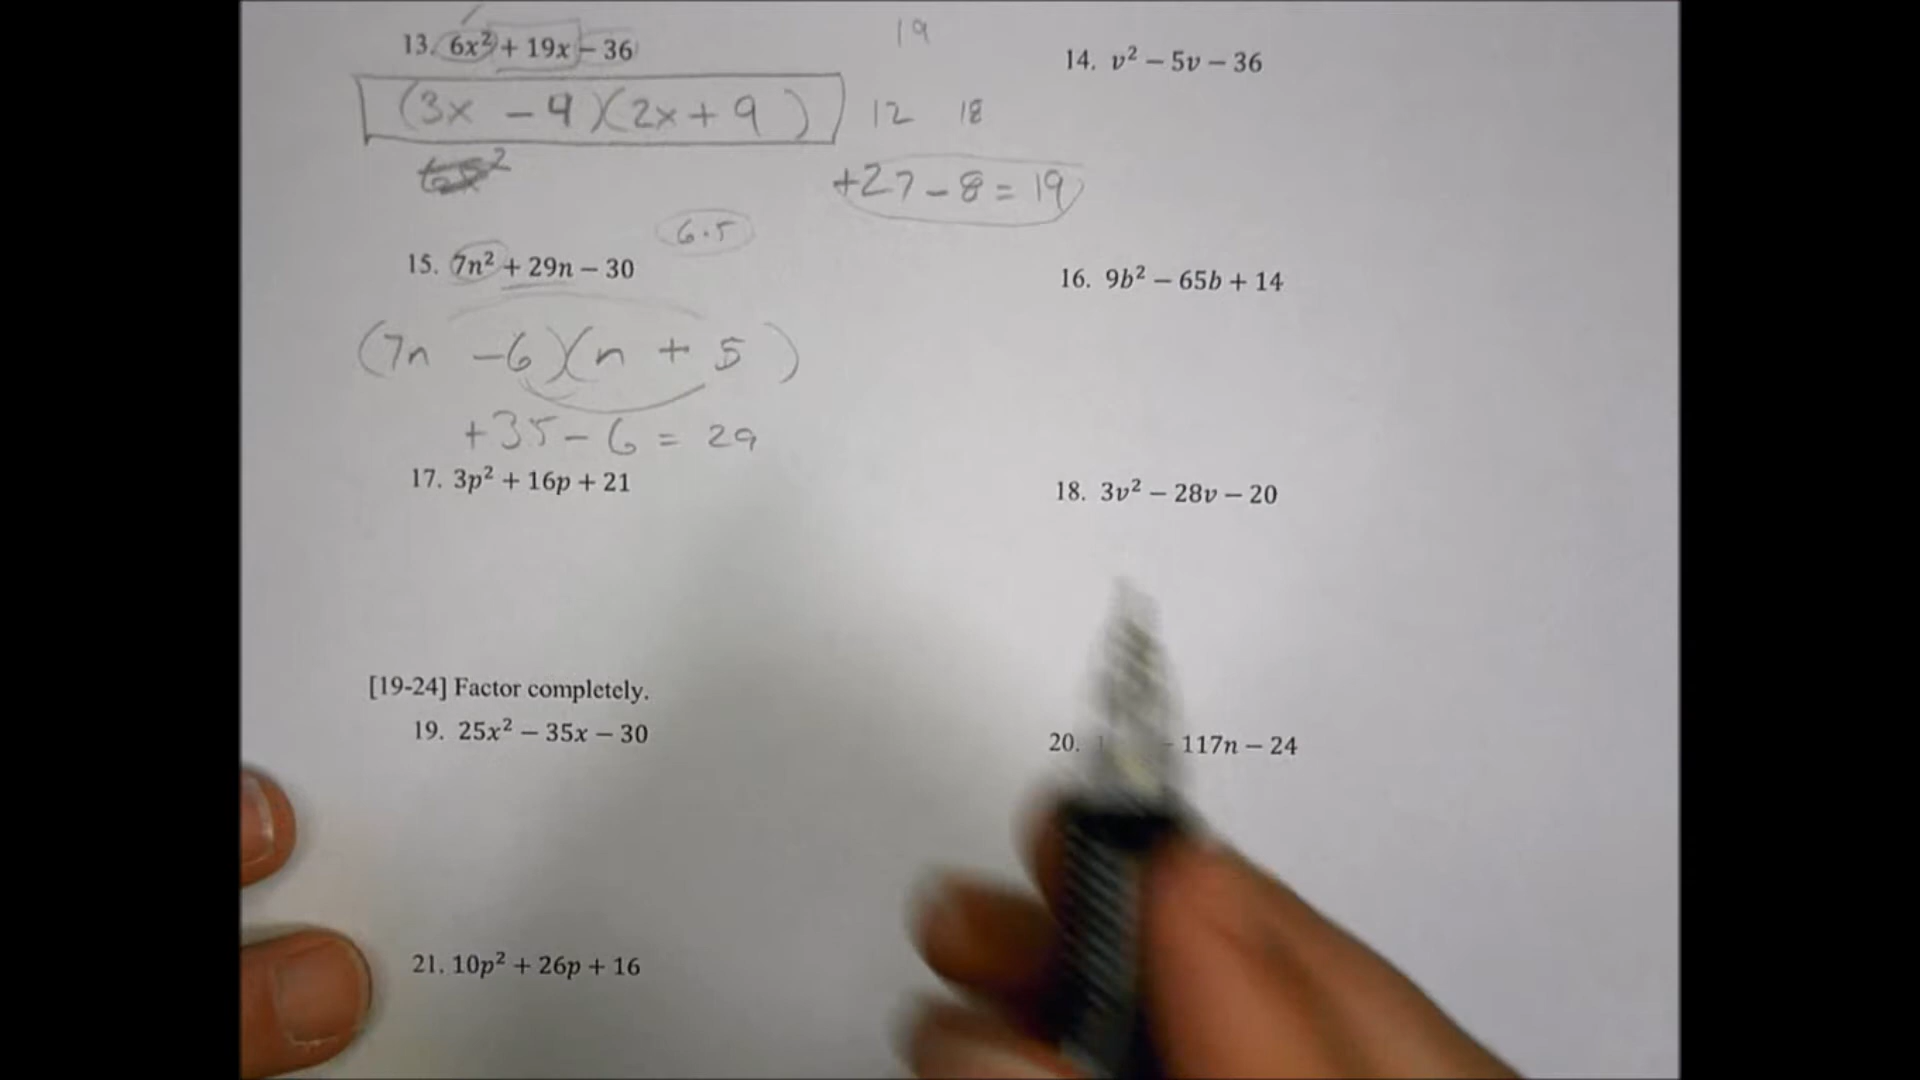 13. 6x² + 19x − 36
19
14. v² − 5v − 36
(3x − 4)(2x + 9)
12 18
+27 − 8 = 19
6·5
15. 7n² + 29n − 30
16. 9b² − 65b + 14
(7n − 6)(n + 5)
+35 − 6 = 29
17. 3p² + 16p + 21
18. 3v² − 28v − 20
[19-24] Factor completely.
19. 25x² − 35x − 30
20. 117n − 24
21. 10p² + 26p + 16